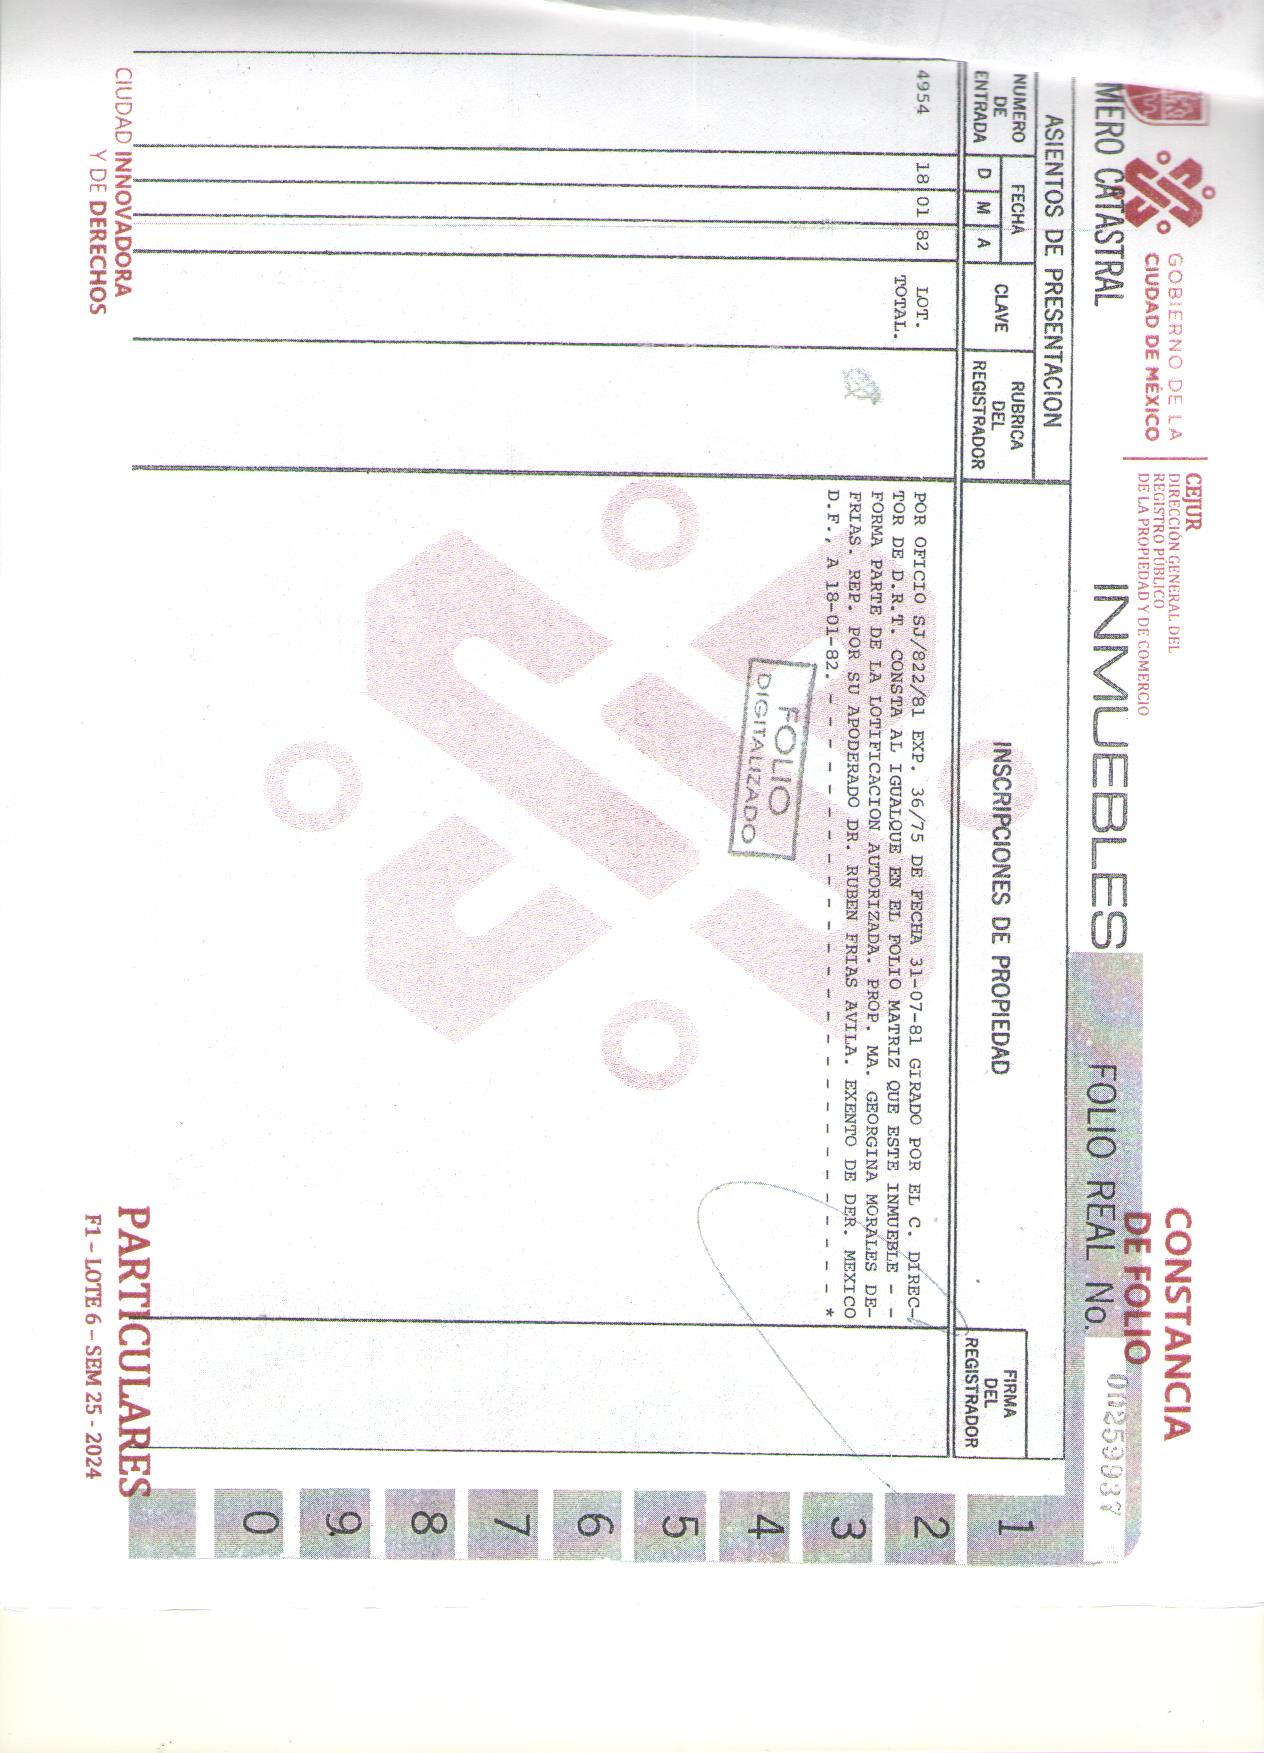 GOBIERNO DE LA
CIUDAD DE MÉXICO
CEJUR
DIRECCIÓN GENERAL DEL
REGISTRO PÚBLICO
DE LA PROPIEDAD Y DE COMERCIO
CONSTANCIA
DE FOLIO
MERO CATASTRAL
INMUEBLES
FOLIO REAL No. 00259937
ASIENTOS DE PRESENTACION
NUMERO DE ENTRADA
FECHA
D M A
CLAVE
RUBRICA DEL REGISTRADOR
INSCRIPCIONES DE PROPIEDAD
FIRMA DEL REGISTRADOR
4954 18 01 82 LOT. TOTAL.
POR OFICIO SJ/822/81 EXP. 36/75 DE FECHA 31-07-81 GIRADO POR EL C. DIREC-
TOR DE D.R.T. CONSTA AL IGUALQUE EN EL FOLIO MATRIZ QUE ESTE INMUEBLE - -
FORMA PARTE DE LA LOTIFICACION AUTORIZADA. PROP. MA. GEORGINA MORALES DE-
FRIAS. REP. POR SU APODERADO DR. RUBEN FRIAS AVILA. EXENTO DE DER. MEXICO
D.F., A 18-01-82. - - - - - - - - - - - - - - - - - - - - - - - - - - - - *
FOLIO
DIGITALIZADO
1
2
3
4
5
6
7
8
9
0
CIUDAD INNOVADORA
Y DE DERECHOS
PARTICULARES
F1 – LOTE 6 – SEM 25 - 2024